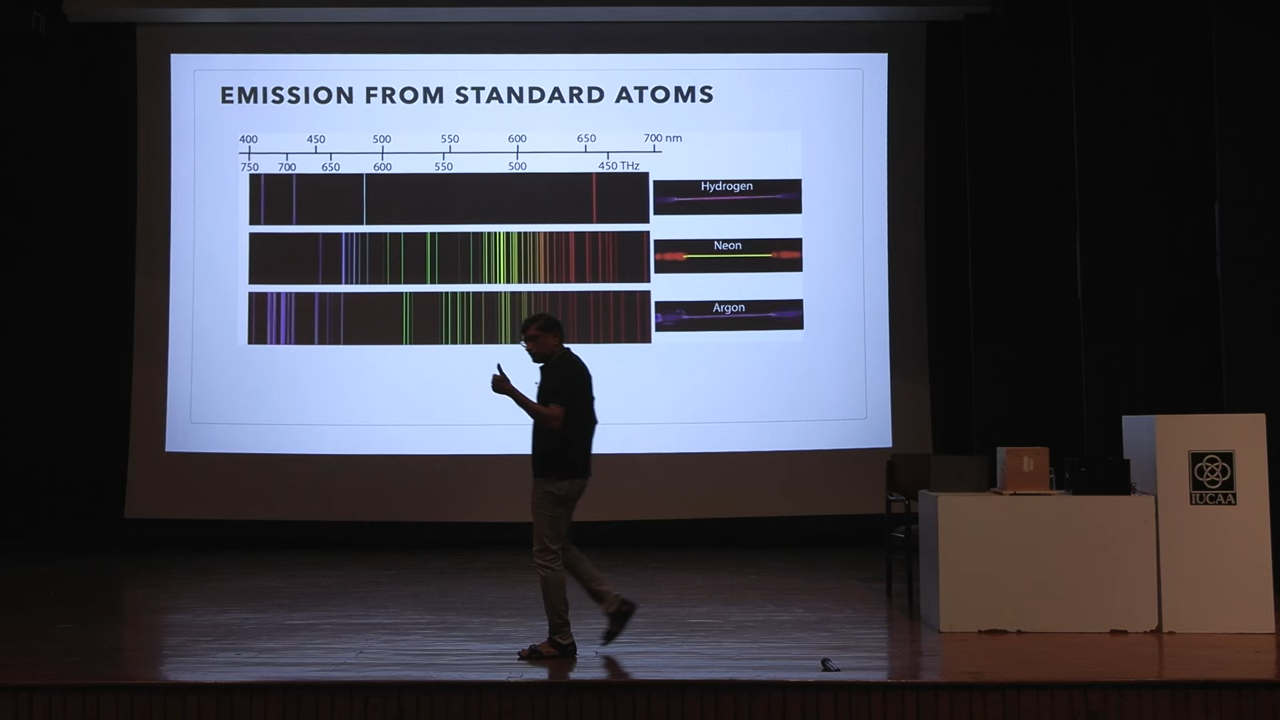 EMISSION FROM STANDARD ATOMS
400 450 500 550 600 650 700 nm
750 700 650 600 550 500 450 THz
Hydrogen
Neon
Argon
IUCAA